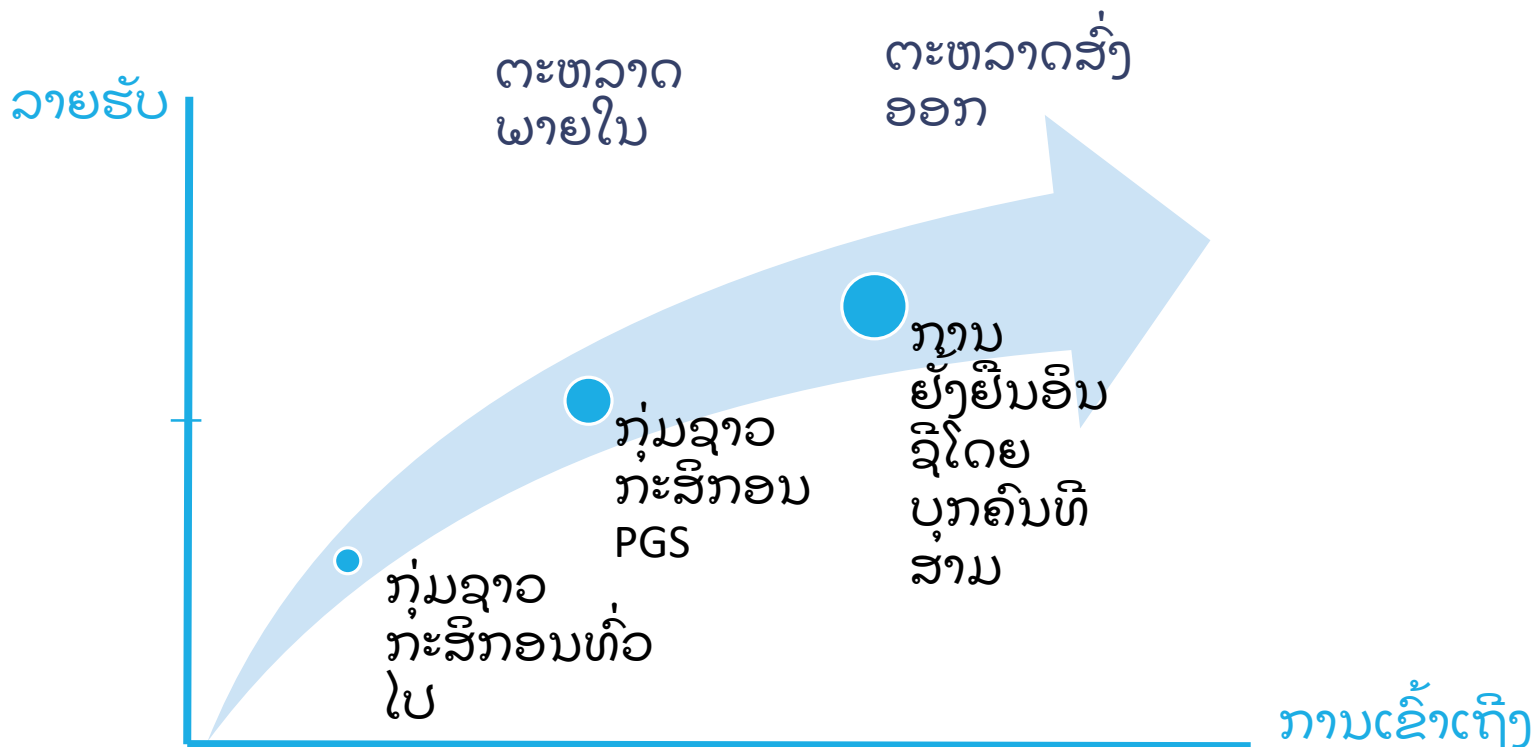 ຕະຫລາດ
ພາຍໃນ
ຕະຫລາດສົ່ງ
ອອກ
ລາຍຮັບ
ການ
ຢັ້ງຢືນອິນ
ຊີໂດຍ
ບຸກຄົນທີ
ສາມ
ກຸ່ມຊາວ
ກະສິກອນ
PGS
ກຸ່ມຊາວ
ກະສິກອນທົ່ວ
ໄປ
ການເຂົ້າເຖິງ